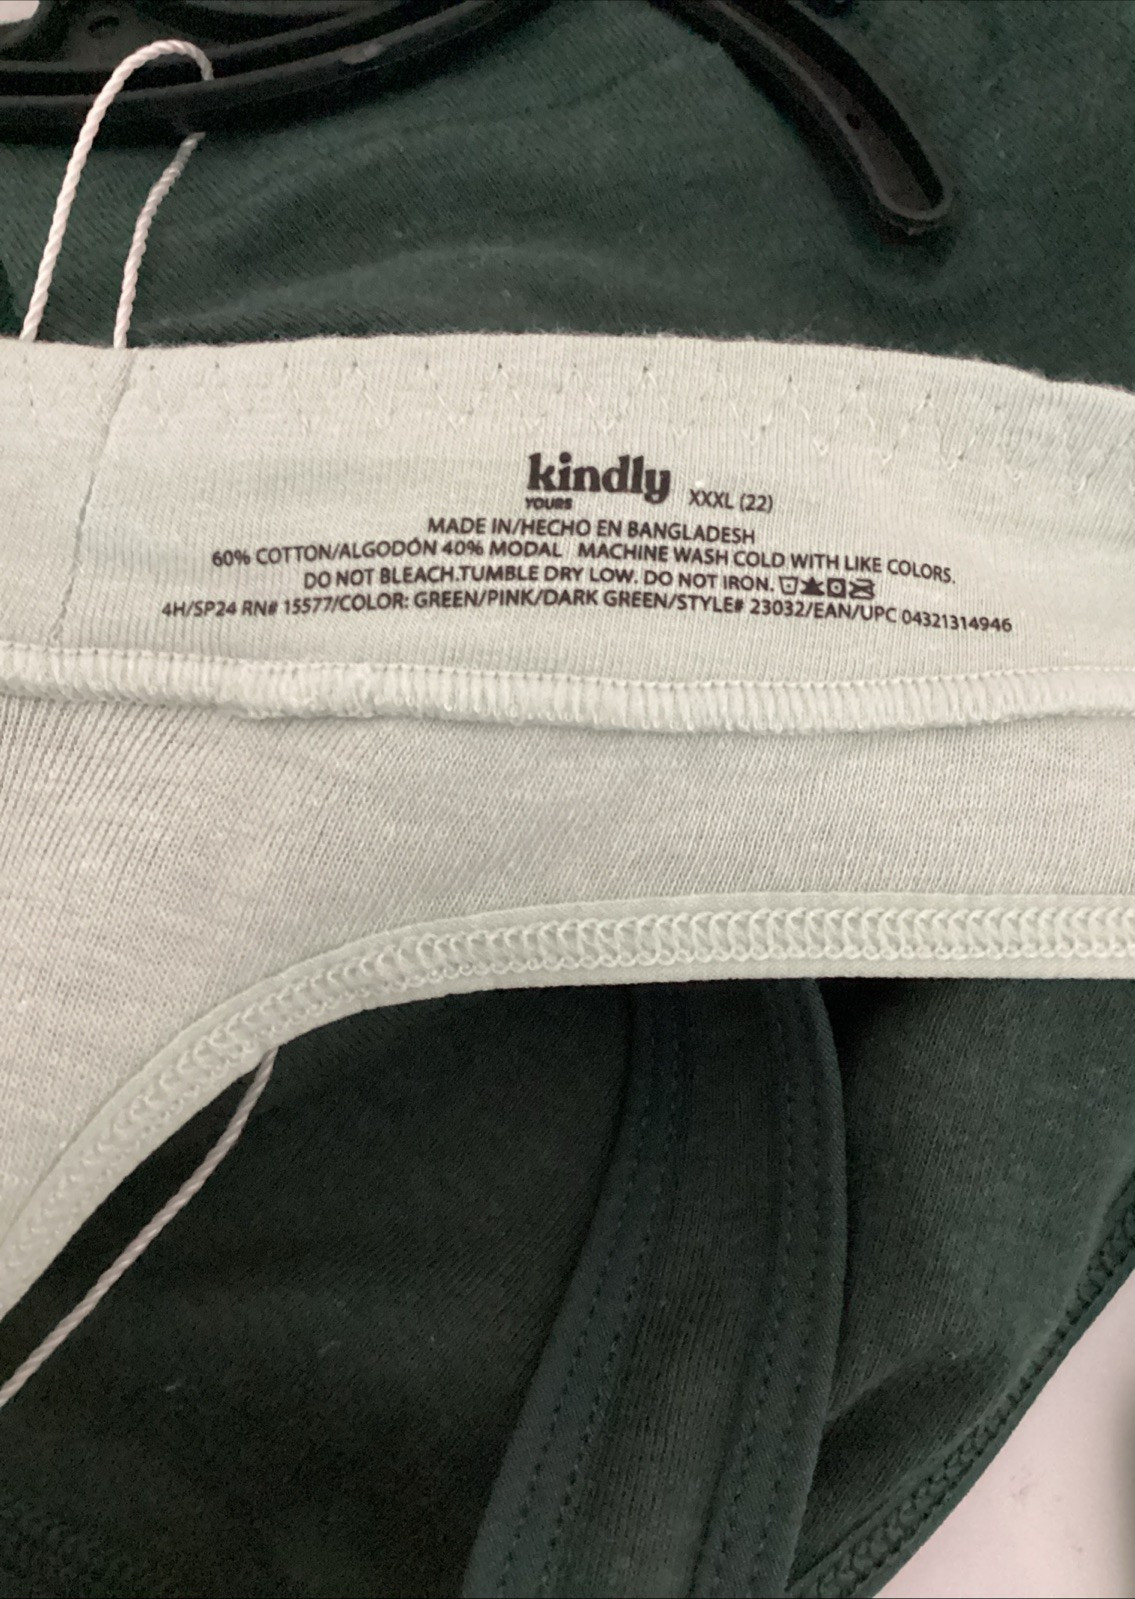 kindly
YOURS
XXXL (22)
MADE IN/HECHO EN BANGLADESH
60% COTTON/ALGODÓN 40% MODAL MACHINE WASH COLD WITH LIKE COLORS.
DO NOT BLEACH.TUMBLE DRY LOW. DO NOT IRON.
4H/SP24 RN# 15577/COLOR: GREEN/PINK/DARK GREEN/STYLE# 23032/EAN/UPC 04321314946